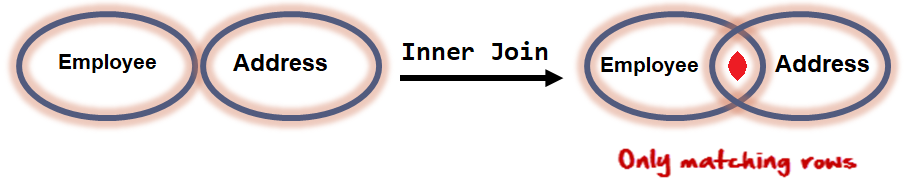 Employee
Address
Inner Join
Employee
Address
Only matching rows